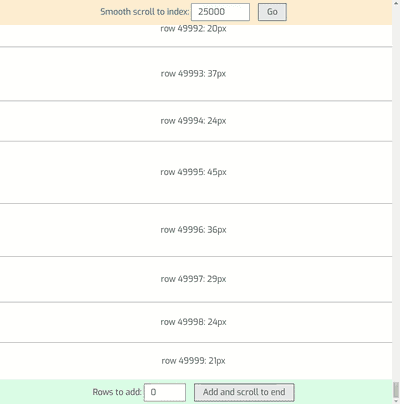 Smooth scroll to index: 25000 Go
row 49992: 20px
row 49993: 37px
row 49994: 24px
row 49995: 45px
row 49996: 36px
row 49997: 29px
row 49998: 24px
row 49999: 21px
Rows to add: 0 Add and scroll to end